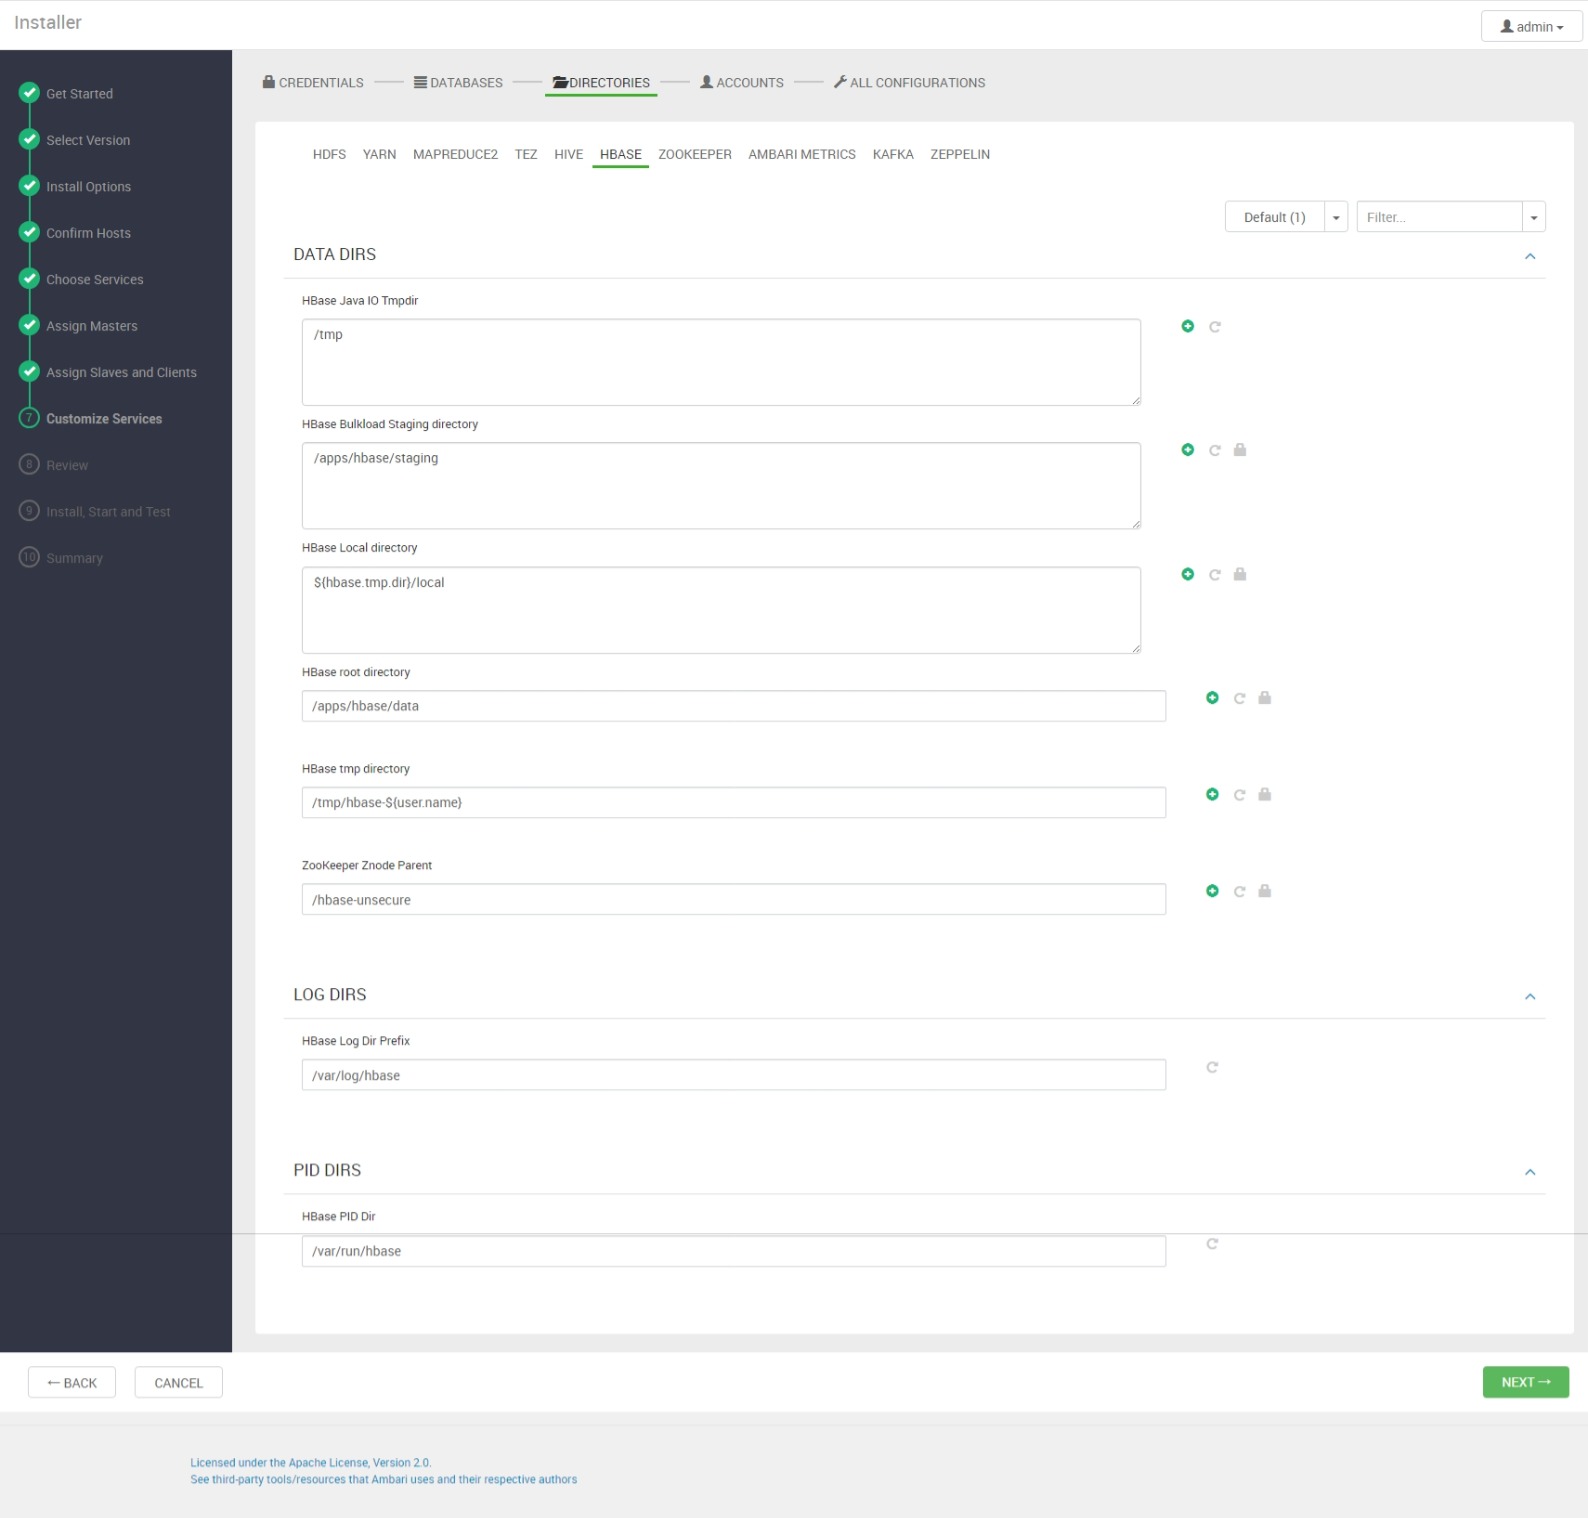 Installer
admin
Get Started
Select Version
Install Options
Confirm Hosts
Choose Services
Assign Masters
Assign Slaves and Clients
7 Customize Services
8 Review
9 Install, Start and Test
10 Summary
CREDENTIALS DATABASES DIRECTORIES ACCOUNTS ALL CONFIGURATIONS
HDFS YARN MAPREDUCE2 TEZ HIVE HBASE ZOOKEEPER AMBARI METRICS KAFKA ZEPPELIN
Default (1) Filter...
DATA DIRS
HBase Java IO Tmpdir
/tmp
HBase Bulkload Staging directory
/apps/hbase/staging
HBase Local directory
${hbase.tmp.dir}/local
HBase root directory
/apps/hbase/data
HBase tmp directory
/tmp/hbase-${user.name}
ZooKeeper Znode Parent
/hbase-unsecure
LOG DIRS
HBase Log Dir Prefix
/var/log/hbase
PID DIRS
HBase PID Dir
/var/run/hbase
← BACK CANCEL NEXT →
Licensed under the Apache License, Version 2.0.
See third-party tools/resources that Ambari uses and their respective authors